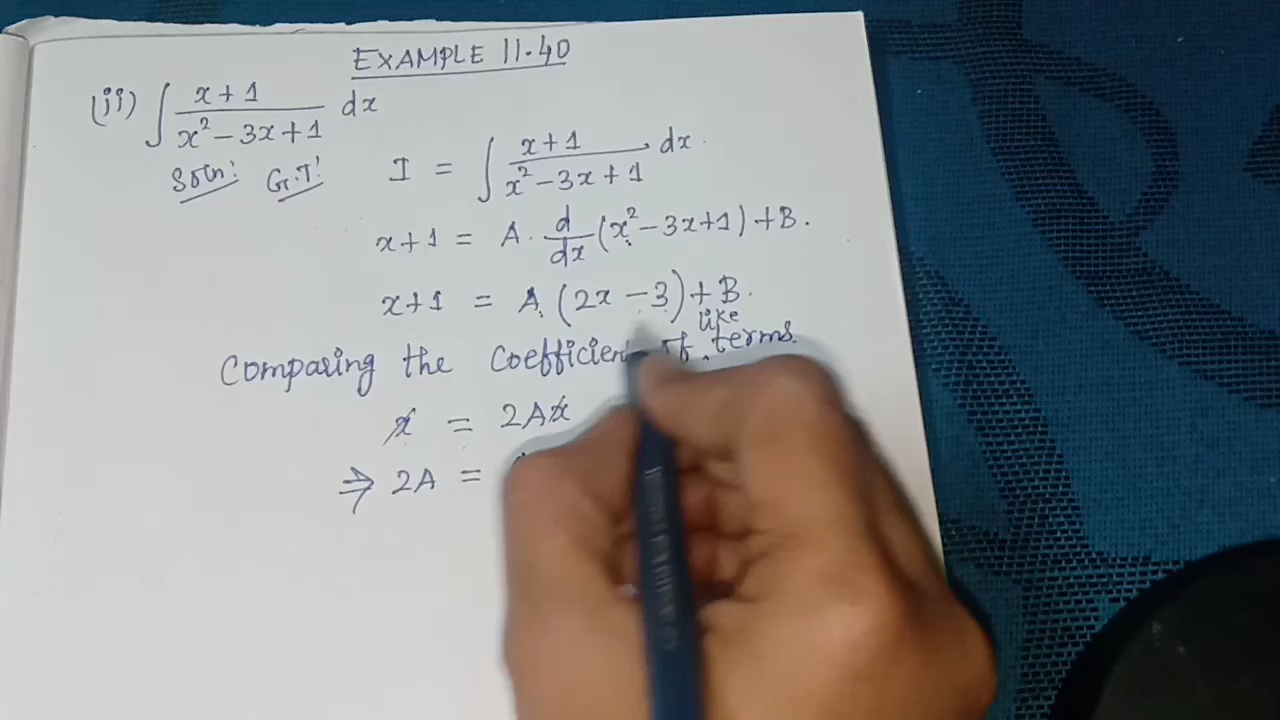 EXAMPLE 11.40
(ii) ∫ x+1 / x² − 3x + 1 dx
Soln: G.T! I = ∫ x+1 / x² − 3x + 1 dx.
x+1 = A. d/dx (x² − 3x + 1) + B.
x+1 = A (2x − 3) + B.
like
Comparing the Coefficien of terms.
x = 2Ax
⇒ 2A =